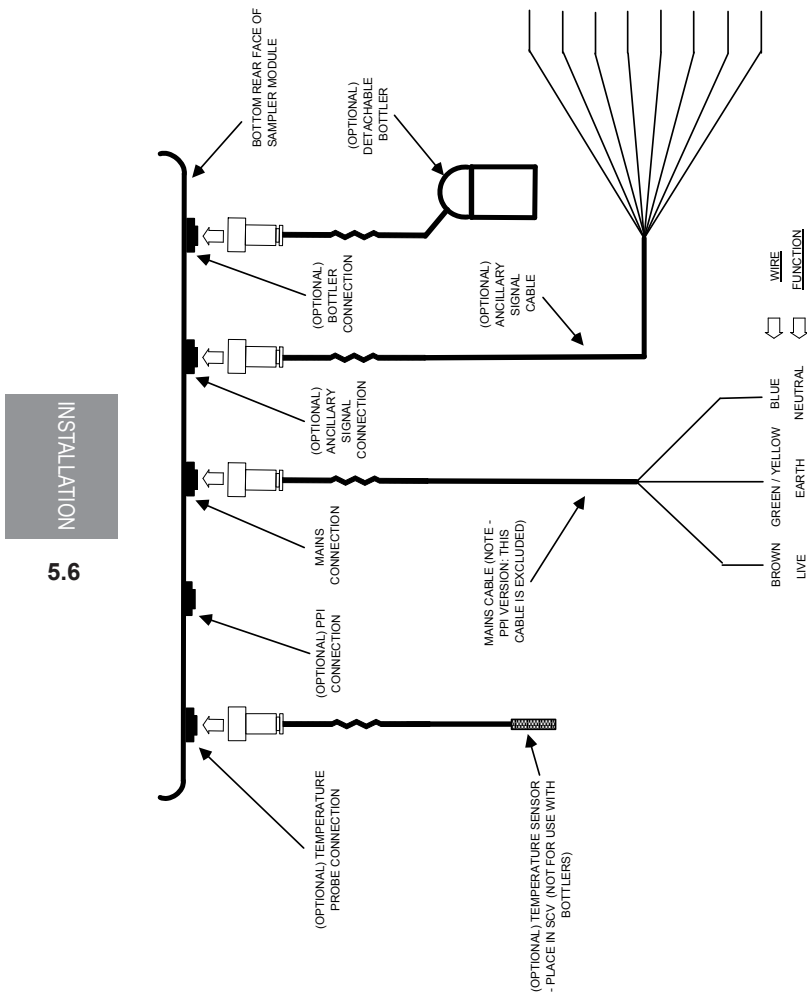 INSTALLATION
5.6
BOTTOM REAR FACE OF
SAMPLER MODULE
(OPTIONAL)
DETACHABLE
BOTTLER
(OPTIONAL)
BOTTLER
CONNECTION
(OPTIONAL)
ANCILLARY
SIGNAL
CABLE
(OPTIONAL)
ANCILLARY
SIGNAL
CONNECTION
MAINS
CONNECTION
MAINS CABLE (NOTE -
PPI VERSION: THIS
CABLE IS EXCLUDED)
(OPTIONAL) PPI
CONNECTION
(OPTIONAL) TEMPERATURE
PROBE CONNECTION
(OPTIONAL) TEMPERATURE SENSOR
- PLACE IN SCV (NOT FOR USE WITH
BOTTLERS)
BROWN GREEN / YELLOW BLUE WIRE
LIVE EARTH NEUTRAL FUNCTION